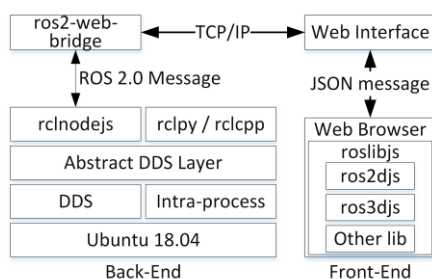 ros2-web-
bridge
TCP/IP
Web Interface
ROS 2.0 Message
JSON message
rclnodejs
rclpy / rclcpp
Abstract DDS Layer
DDS
Intra-process
Ubuntu 18.04
Back-End
Web Browser
roslibjs
ros2djs
ros3djs
Other lib
Front-End